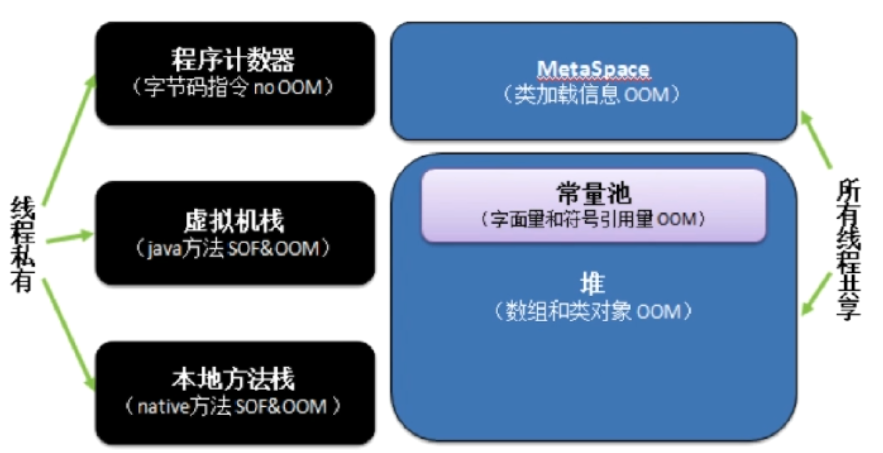 线程私有
程序计数器
（字节码指令 no OOM）
虚拟机栈
（java方法 SOF&OOM）
本地方法栈
（native方法 SOF&OOM ）
MetaSpace
（类加载信息 OOM）
常量池
（字面量和符号引用量 OOM）
堆
（数组和类对象 OOM）
所有线程共享